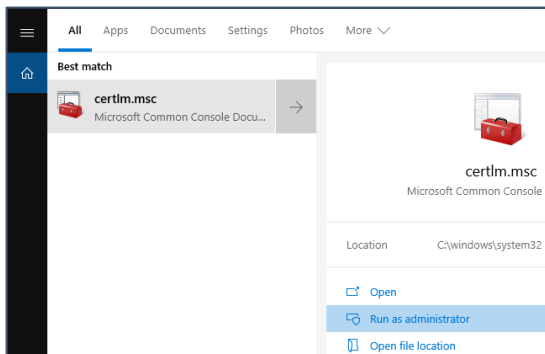 All Apps Documents Settings Photos More
Best match
certlm.msc
Microsoft Common Console Docu...
certlm.msc
Microsoft Common Console
Location C:\windows\system32
Open
Run as administrator
Open file location